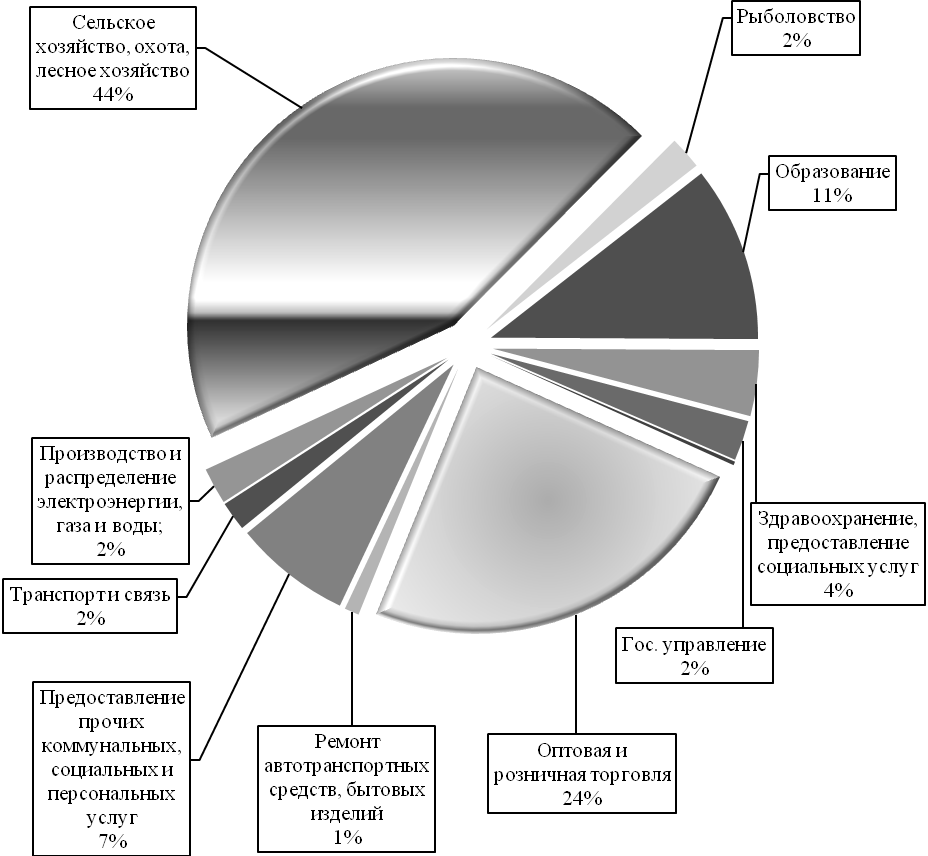 Сельское
хозяйство, охота,
лесное хозяйство
44%
Рыболовство
2%
Образование
11%
Здравоохранение,
предоставление
социальных услуг
4%
Гос. управление
2%
Оптовая и
розничная торговля
24%
Ремонт
автотранспортных
средств, бытовых
изделий
1%
Предоставление
прочих
коммунальных,
социальных и
персональных
услуг
7%
Транспорт и связь
2%
Производство и
распределение
электроэнергии,
газа и воды;
2%